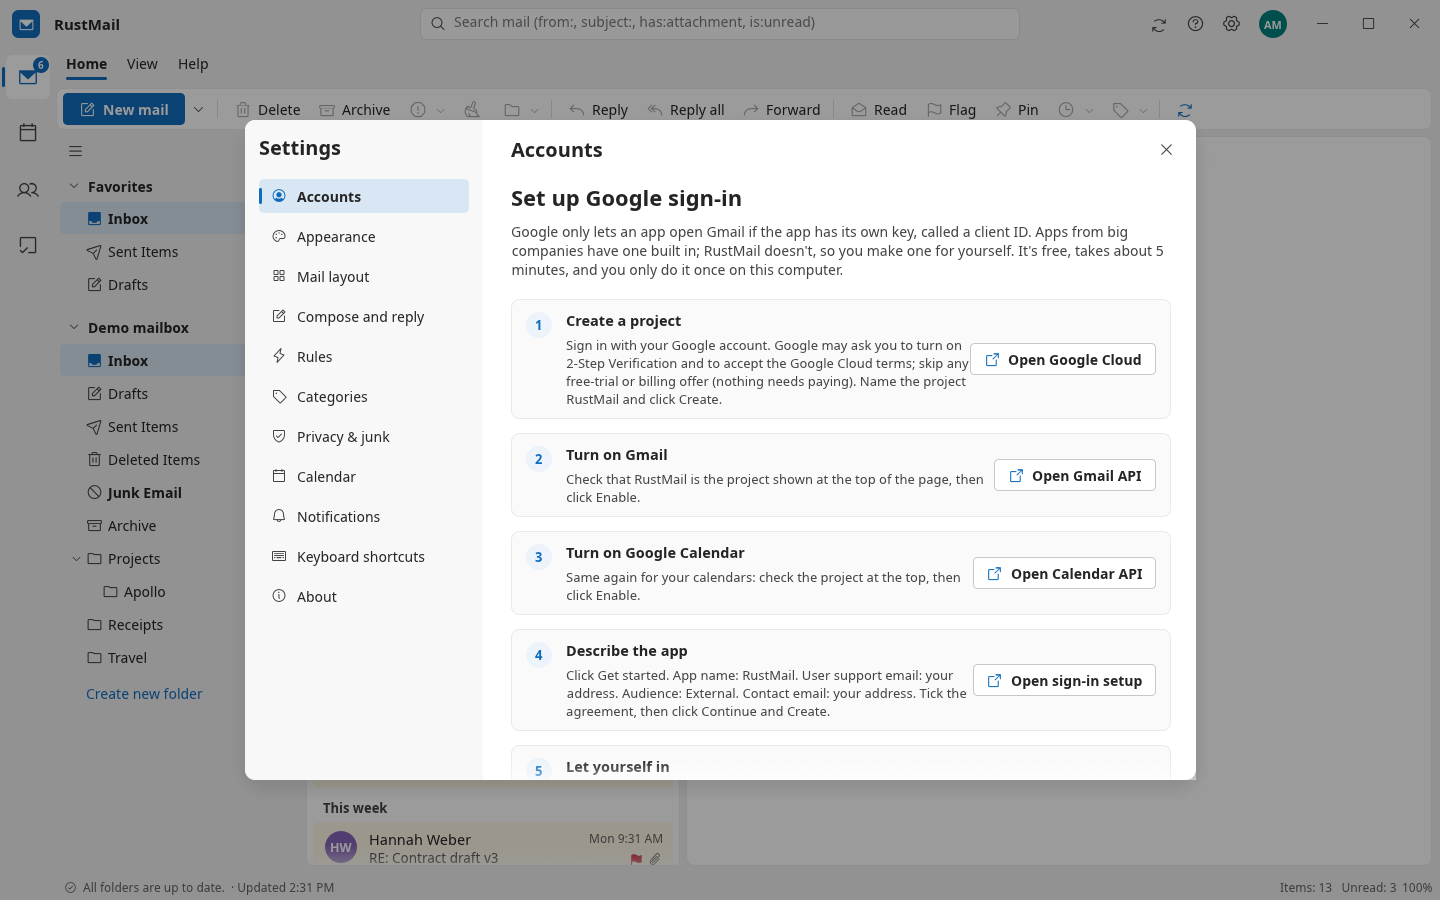 RustMail
Search mail (from:, subject:, has:attachment, is:unread)
AM
6
Home View Help
New mail
Delete Archive Reply Reply all Forward Read Flag Pin
Favorites
Inbox
Sent Items
Drafts
Demo mailbox
Inbox
Drafts
Sent Items
Deleted Items
Junk Email
Archive
Projects
Apollo
Receipts
Travel
Create new folder
Settings
Accounts
Appearance
Mail layout
Compose and reply
Rules
Categories
Privacy & junk
Calendar
Notifications
Keyboard shortcuts
About
Accounts
Set up Google sign-in
Google only lets an app open Gmail if the app has its own key, called a client ID. Apps from big
companies have one built in; RustMail doesn't, so you make one for yourself. It's free, takes about 5
minutes, and you only do it once on this computer.
1
Create a project
Sign in with your Google account. Google may ask you to turn on
2-Step Verification and to accept the Google Cloud terms; skip any
free-trial or billing offer (nothing needs paying). Name the project
RustMail and click Create.
Open Google Cloud
2
Turn on Gmail
Check that RustMail is the project shown at the top of the page, then
click Enable.
Open Gmail API
3
Turn on Google Calendar
Same again for your calendars: check the project at the top, then
click Enable.
Open Calendar API
4
Describe the app
Click Get started. App name: RustMail. User support email: your
address. Audience: External. Contact email: your address. Tick the
agreement, then click Continue and Create.
Open sign-in setup
5
Let yourself in
This week
HW
Hannah Weber
Mon 9:31 AM
RE: Contract draft v3
All folders are up to date. · Updated 2:31 PM
Items: 13 Unread: 3 100%